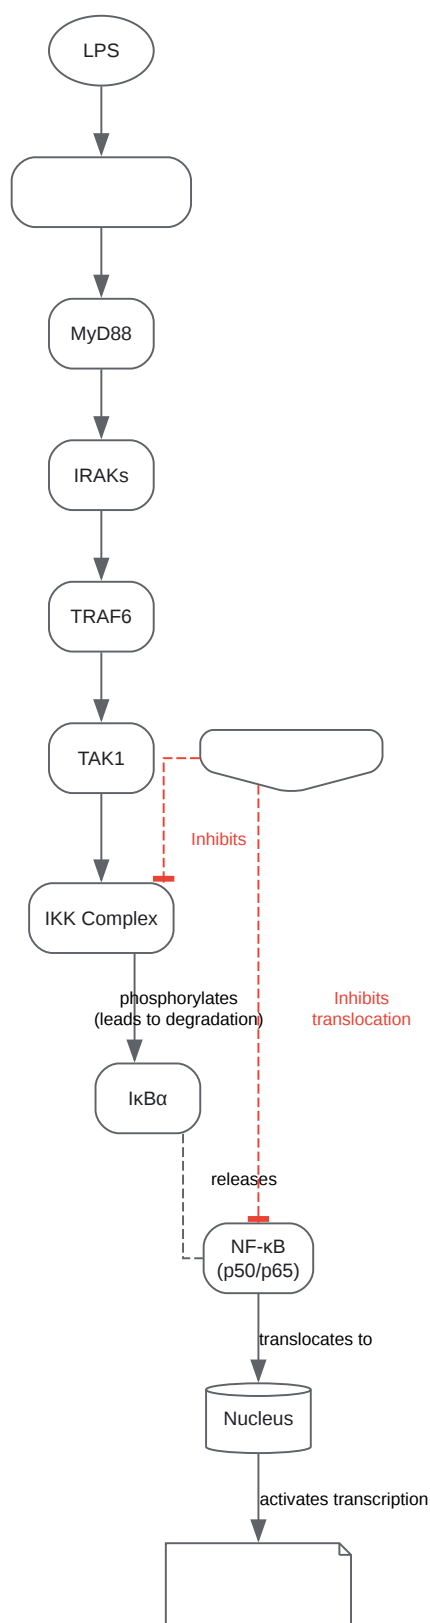 LPS
MyD88
IRAKs
TRAF6
TAK1
Inhibits
IKK Complex
phosphorylates
(leads to degradation)
Inhibits
translocation
IκBα
releases
NF-κB
(p50/p65)
translocates to
Nucleus
activates transcription